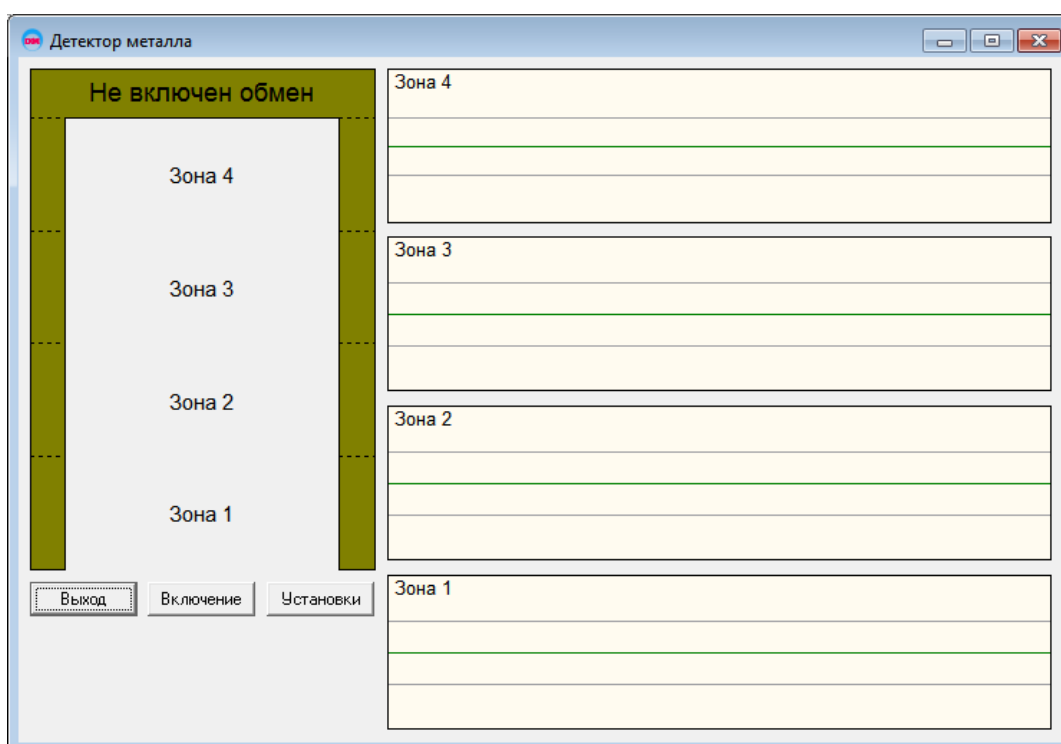 Детектор металла
Не включен обмен
Зона 4
Зона 3
Зона 2
Зона 1
Выход
Включение
Установки
Зона 4
Зона 3
Зона 2
Зона 1